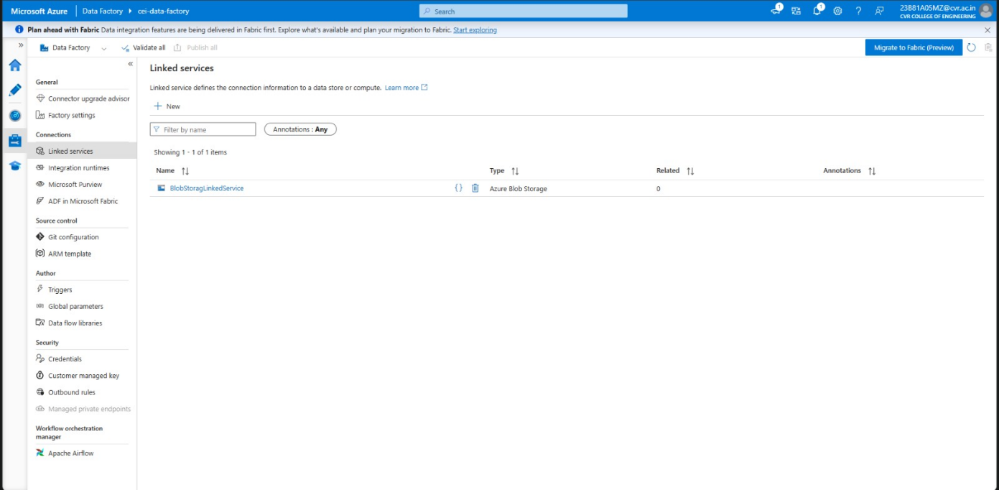 Microsoft Azure Data Factory cei-data-factory Search 1 1 ? 23B81A05MZ@cvr.ac.in
CVR COLLEGE OF ENGINEERING
Plan ahead with Fabric Data integration features are being delivered in Fabric first. Explore what's available and plan your migration to Fabric. Start exploring
Data Factory Validate all Publish all Migrate to Fabric (Preview)
General
Connector upgrade advisor
Factory settings
Connections
Linked services
Integration runtimes
Microsoft Purview
ADF in Microsoft Fabric
Source control
Git configuration
ARM template
Author
Triggers
Global parameters
Data flow libraries
Security
Credentials
Customer managed key
Outbound rules
Managed private endpoints
Workflow orchestration
manager
Apache Airflow
Linked services
Linked service defines the connection information to a data store or compute. Learn more
New
Filter by name Annotations : Any
Showing 1 - 1 of 1 items
Name Type Related Annotations
BlobStoragLinkedService {} Azure Blob Storage 0